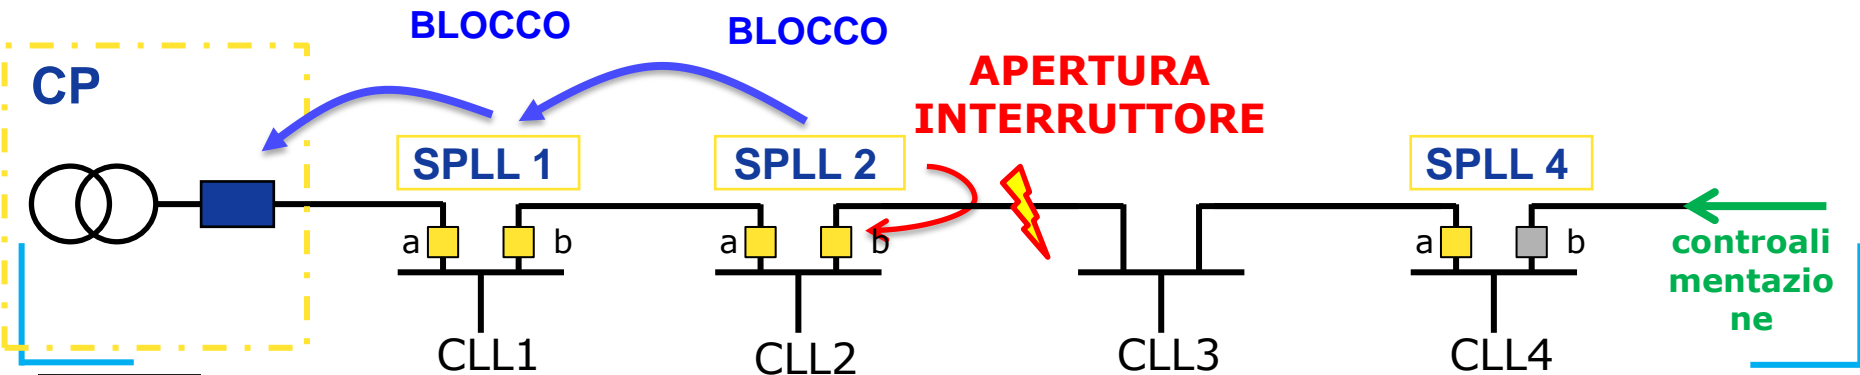 BLOCCO
BLOCCO
APERTURA
INTERRUTTORE
CP
SPLL 1
SPLL 2
SPLL 4
a
b
a
b
a
b
controali
mentazio
ne
CLL1
CLL2
CLL3
CLL4